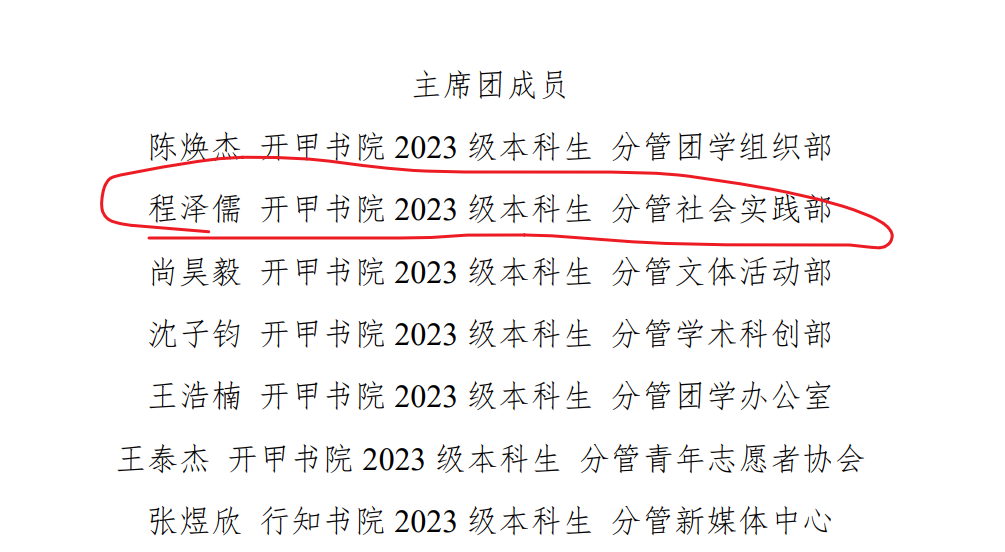 主席团成员
陈焕杰 开甲书院 2023 级本科生 分管团学组织部
程泽儒 开甲书院 2023 级本科生 分管社会实践部
尚昊毅 开甲书院 2023 级本科生 分管文体活动部
沈子钧 开甲书院 2023 级本科生 分管学术科创部
王浩楠 开甲书院 2023 级本科生 分管团学办公室
王泰杰 开甲书院 2023 级本科生 分管青年志愿者协会
张煜欣 行知书院 2023 级本科生 分管新媒体中心